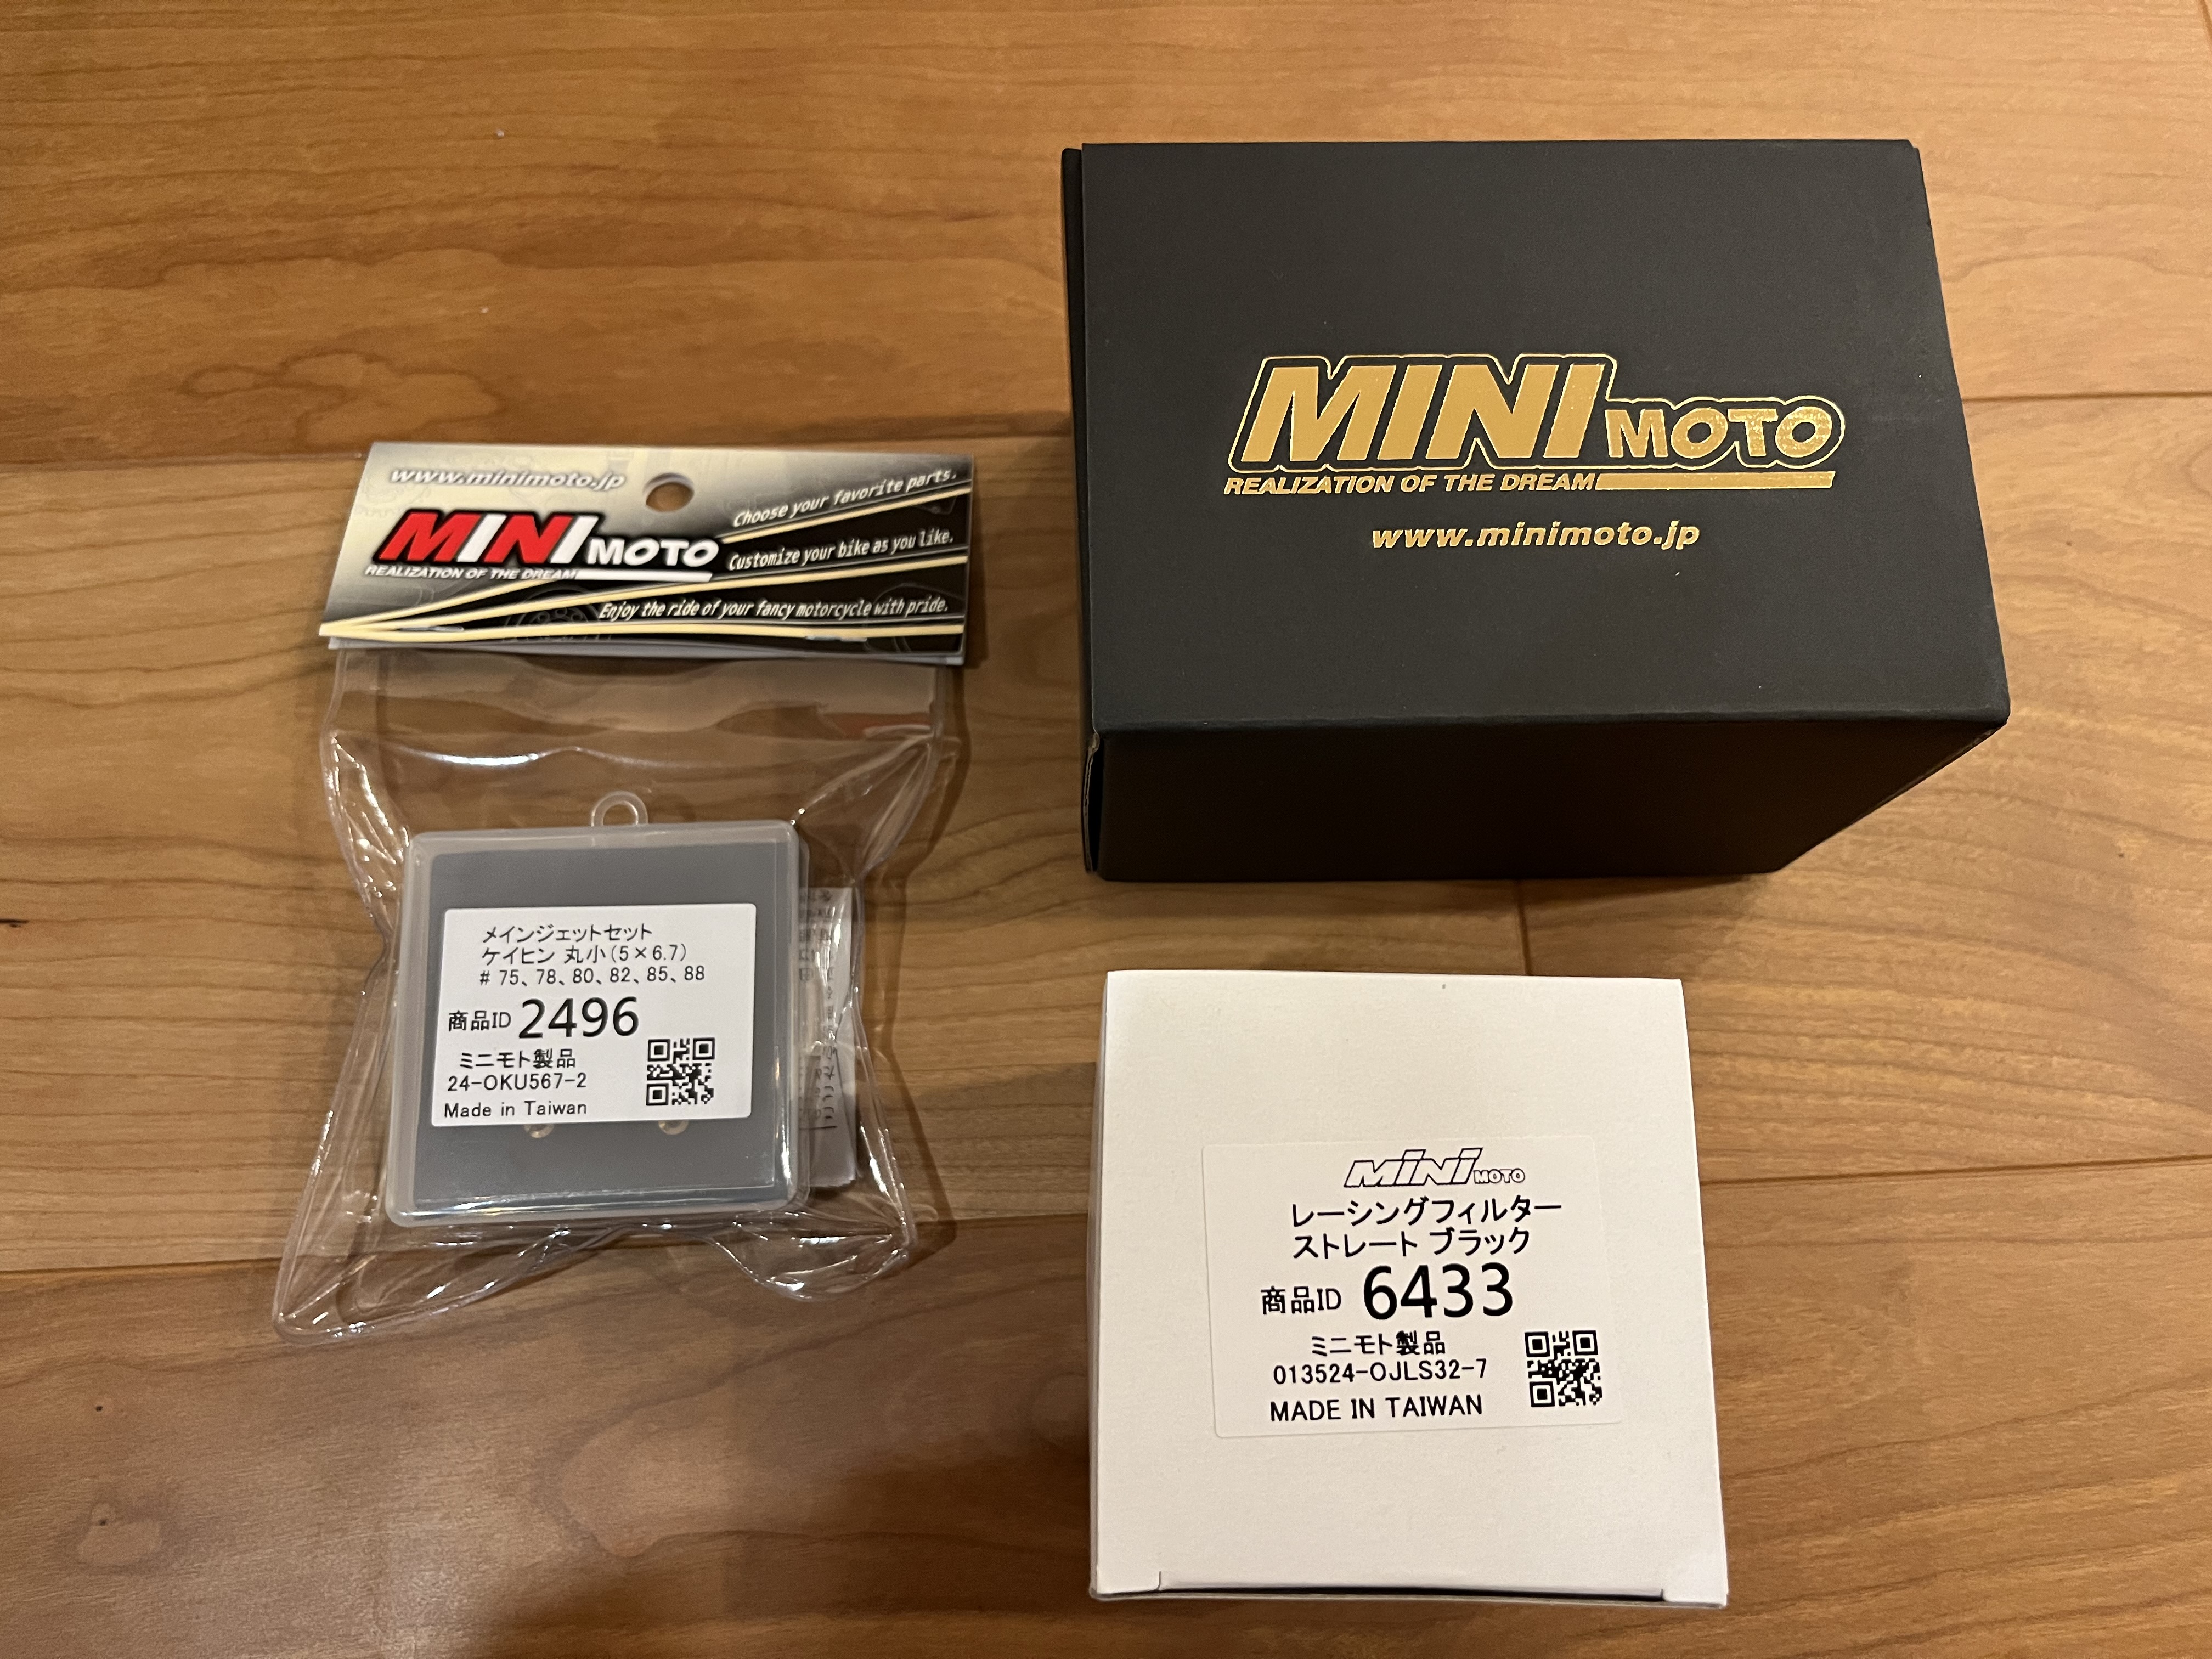 www.minimoto.jp
MINI MOTO
REALIZATION OF THE DREAM
Choose your favorite parts.
Customize your bike as you like.
Enjoy the ride of your fancy motorcycle with pride.
メインジェットセット
ケイヒン 丸小(5×6.7)
# 75、78、80、82、85、88
商品ID 2496
ミニモト製品
24-OKU567-2
Made in Taiwan
MINI MOTO
REALIZATION OF THE DREAM
www.minimoto.jp
MINI MOTO
レーシングフィルター
ストレート ブラック
商品ID 6433
ミニモト製品
013524-OJLS32-7
MADE IN TAIWAN